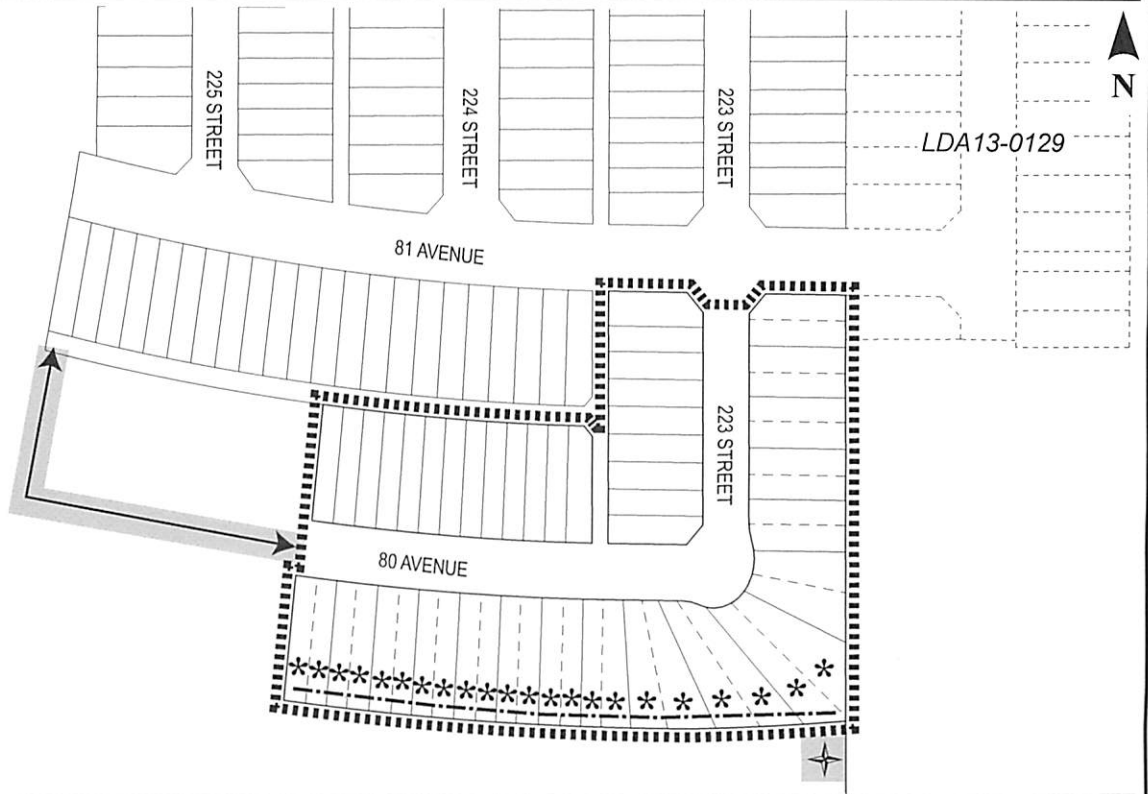 N
225 STREET
224 STREET
223 STREET
LDA13-0129
81 AVENUE
223 STREET
80 AVENUE